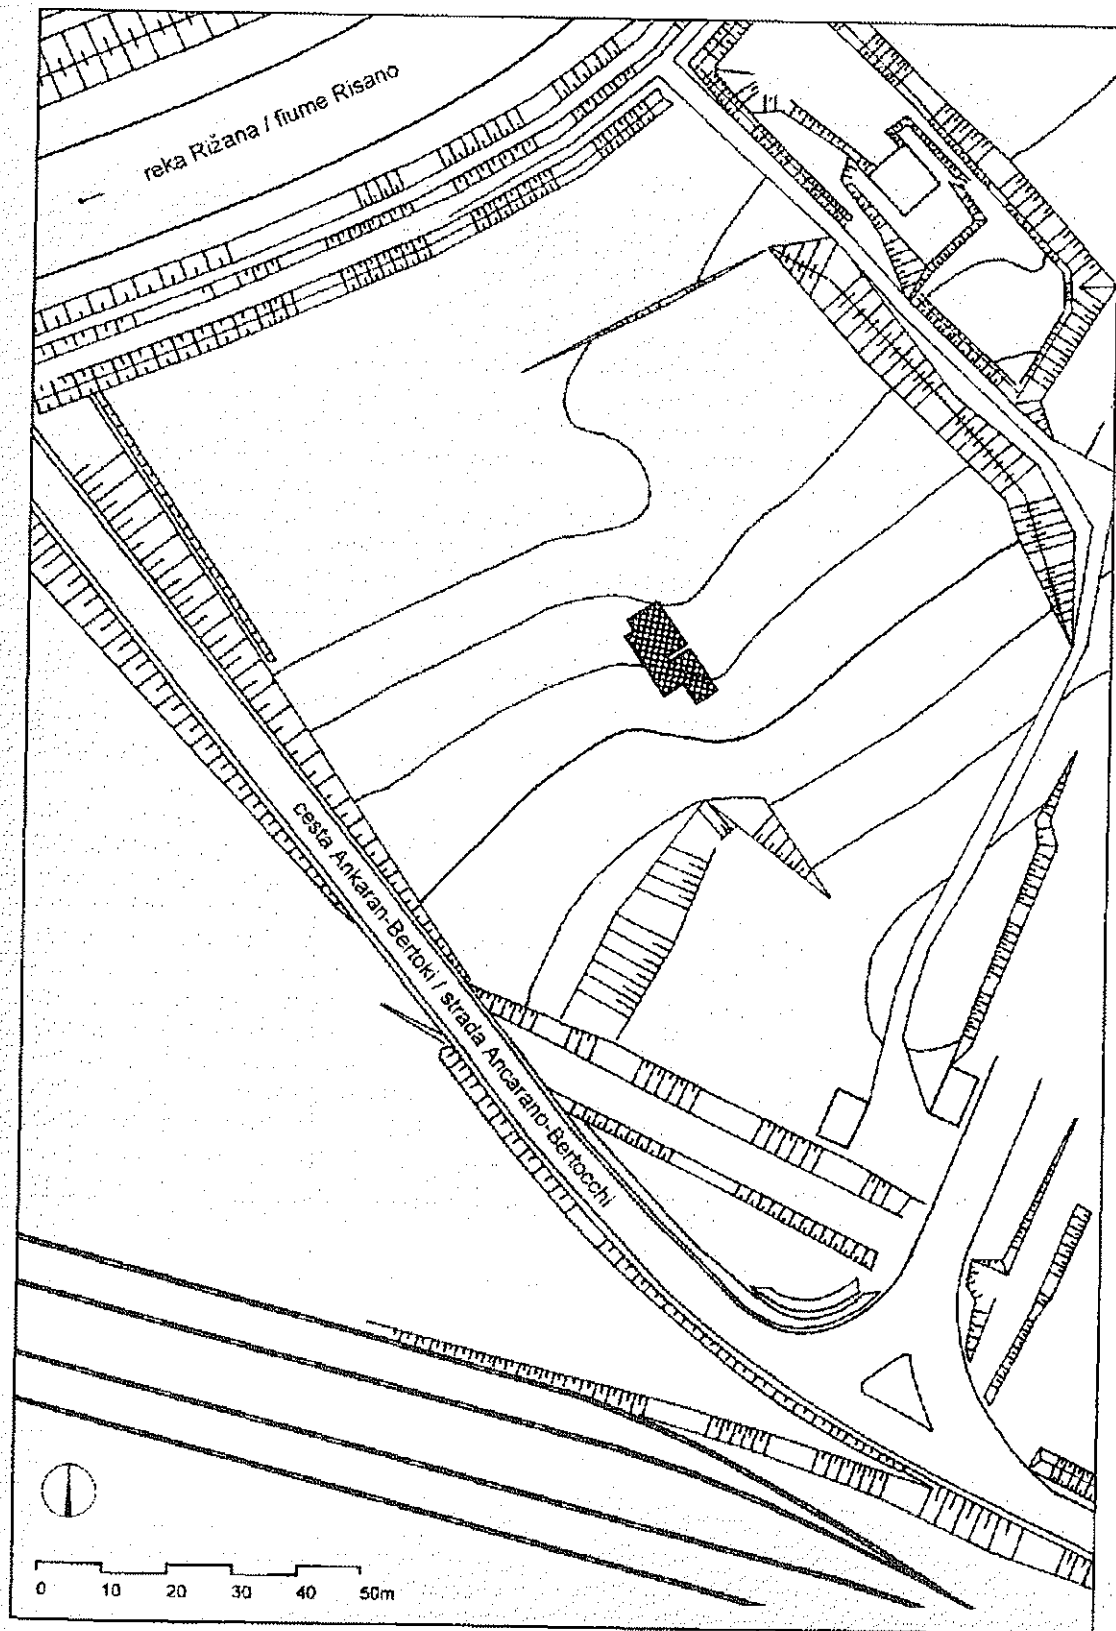 reka Rižana / fiume Risano
cesta Ankaran-Bertoki / strada Ancarano-Bertocchi
0 10 20 30 40 50m